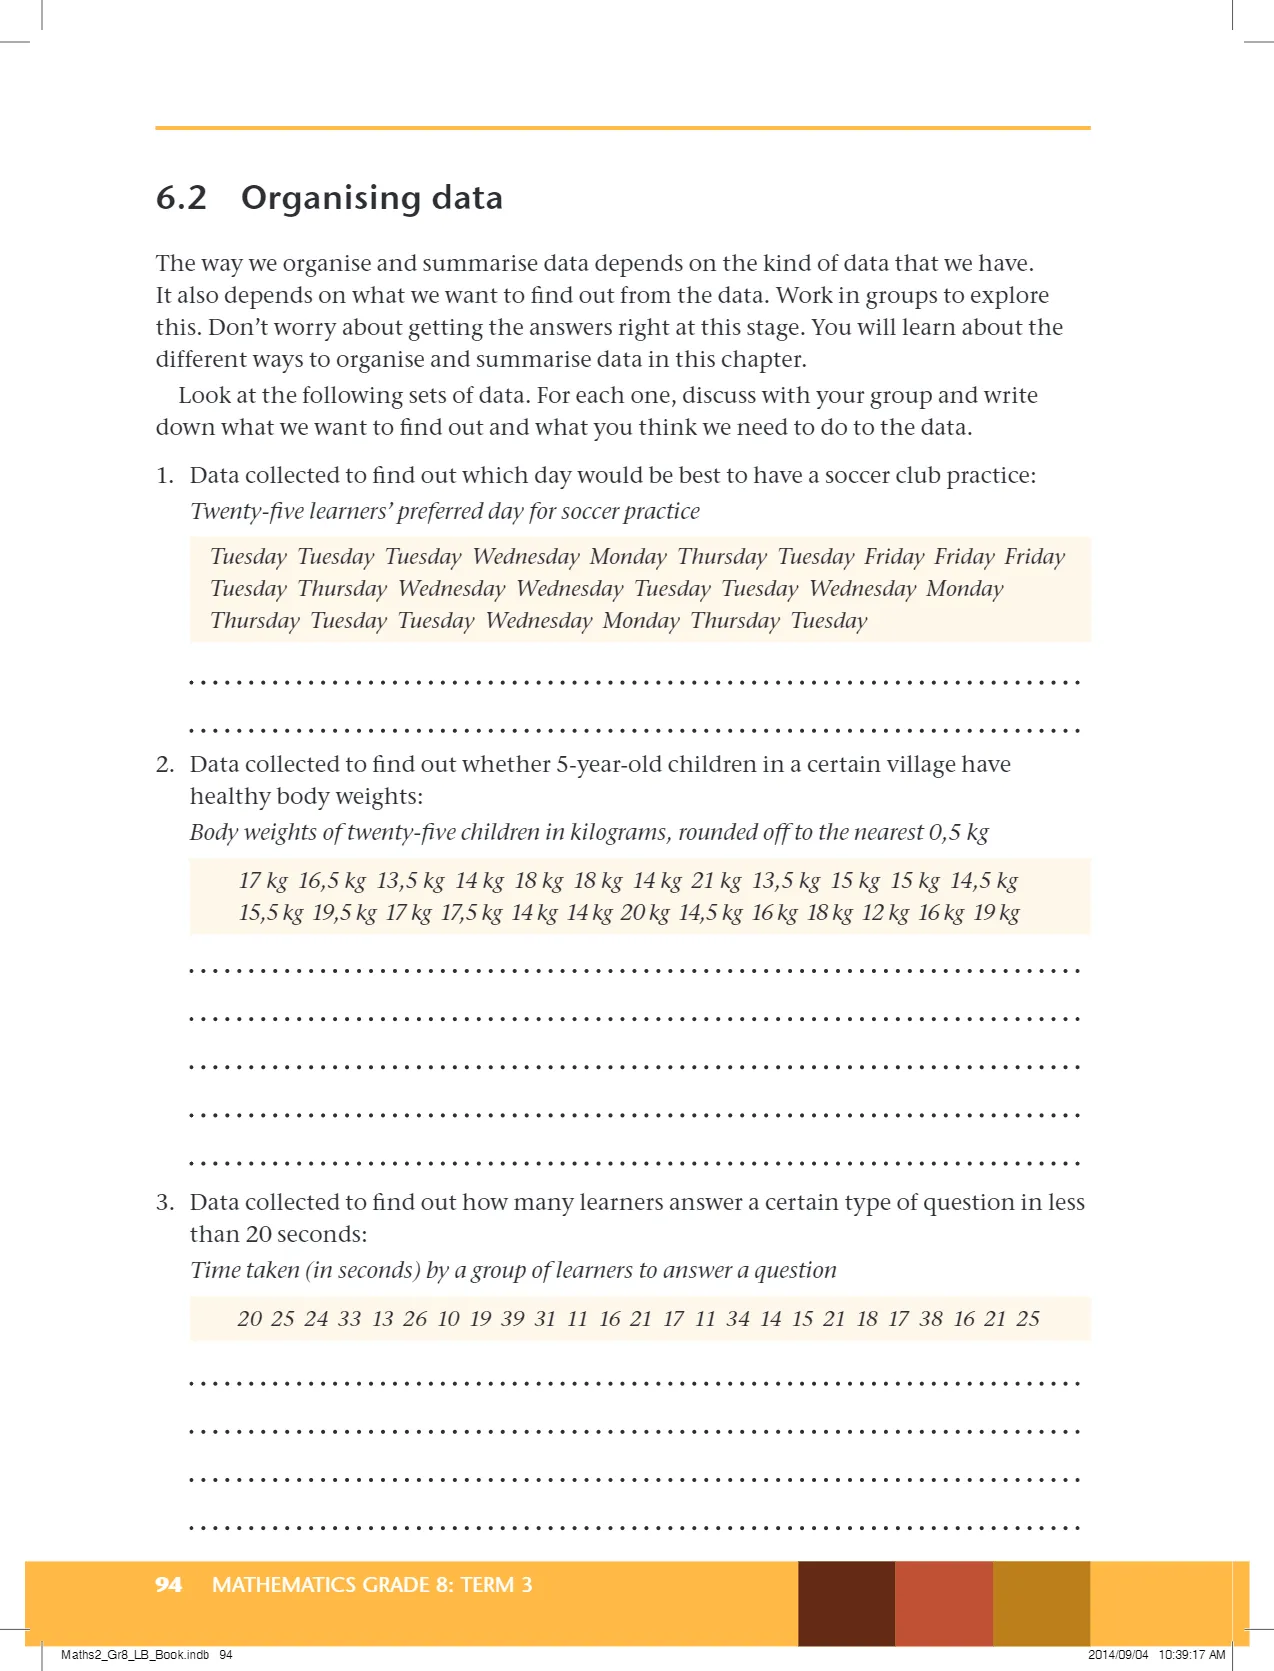 6.2 Organising data
The way we organise and summarise data depends on the kind of data that we have.
It also depends on what we want to find out from the data. Work in groups to explore
this. Don’t worry about getting the answers right at this stage. You will learn about the
different ways to organise and summarise data in this chapter.
Look at the following sets of data. For each one, discuss with your group and write
down what we want to find out and what you think we need to do to the data.
1. Data collected to find out which day would be best to have a soccer club practice:
Twenty-five learners’ preferred day for soccer practice
Tuesday Tuesday Tuesday Wednesday Monday Thursday Tuesday Friday Friday Friday
Tuesday Thursday Wednesday Wednesday Tuesday Tuesday Wednesday Monday
Thursday Tuesday Tuesday Wednesday Monday Thursday Tuesday
2. Data collected to find out whether 5-year-old children in a certain village have
healthy body weights:
Body weights of twenty-five children in kilograms, rounded off to the nearest 0,5 kg
17 kg 16,5 kg 13,5 kg 14 kg 18 kg 18 kg 14 kg 21 kg 13,5 kg 15 kg 15 kg 14,5 kg
15,5 kg 19,5 kg 17 kg 17,5 kg 14 kg 14 kg 20 kg 14,5 kg 16 kg 18 kg 12 kg 16 kg 19 kg
3. Data collected to find out how many learners answer a certain type of question in less
than 20 seconds:
Time taken (in seconds) by a group of learners to answer a question
20 25 24 33 13 26 10 19 39 31 11 16 21 17 11 34 14 15 21 18 17 38 16 21 25
94 MATHEMATICS GRADE 8: TERM 3
Maths2_Gr8_LB_Book.indb 94
2014/09/04 10:39:17 AM